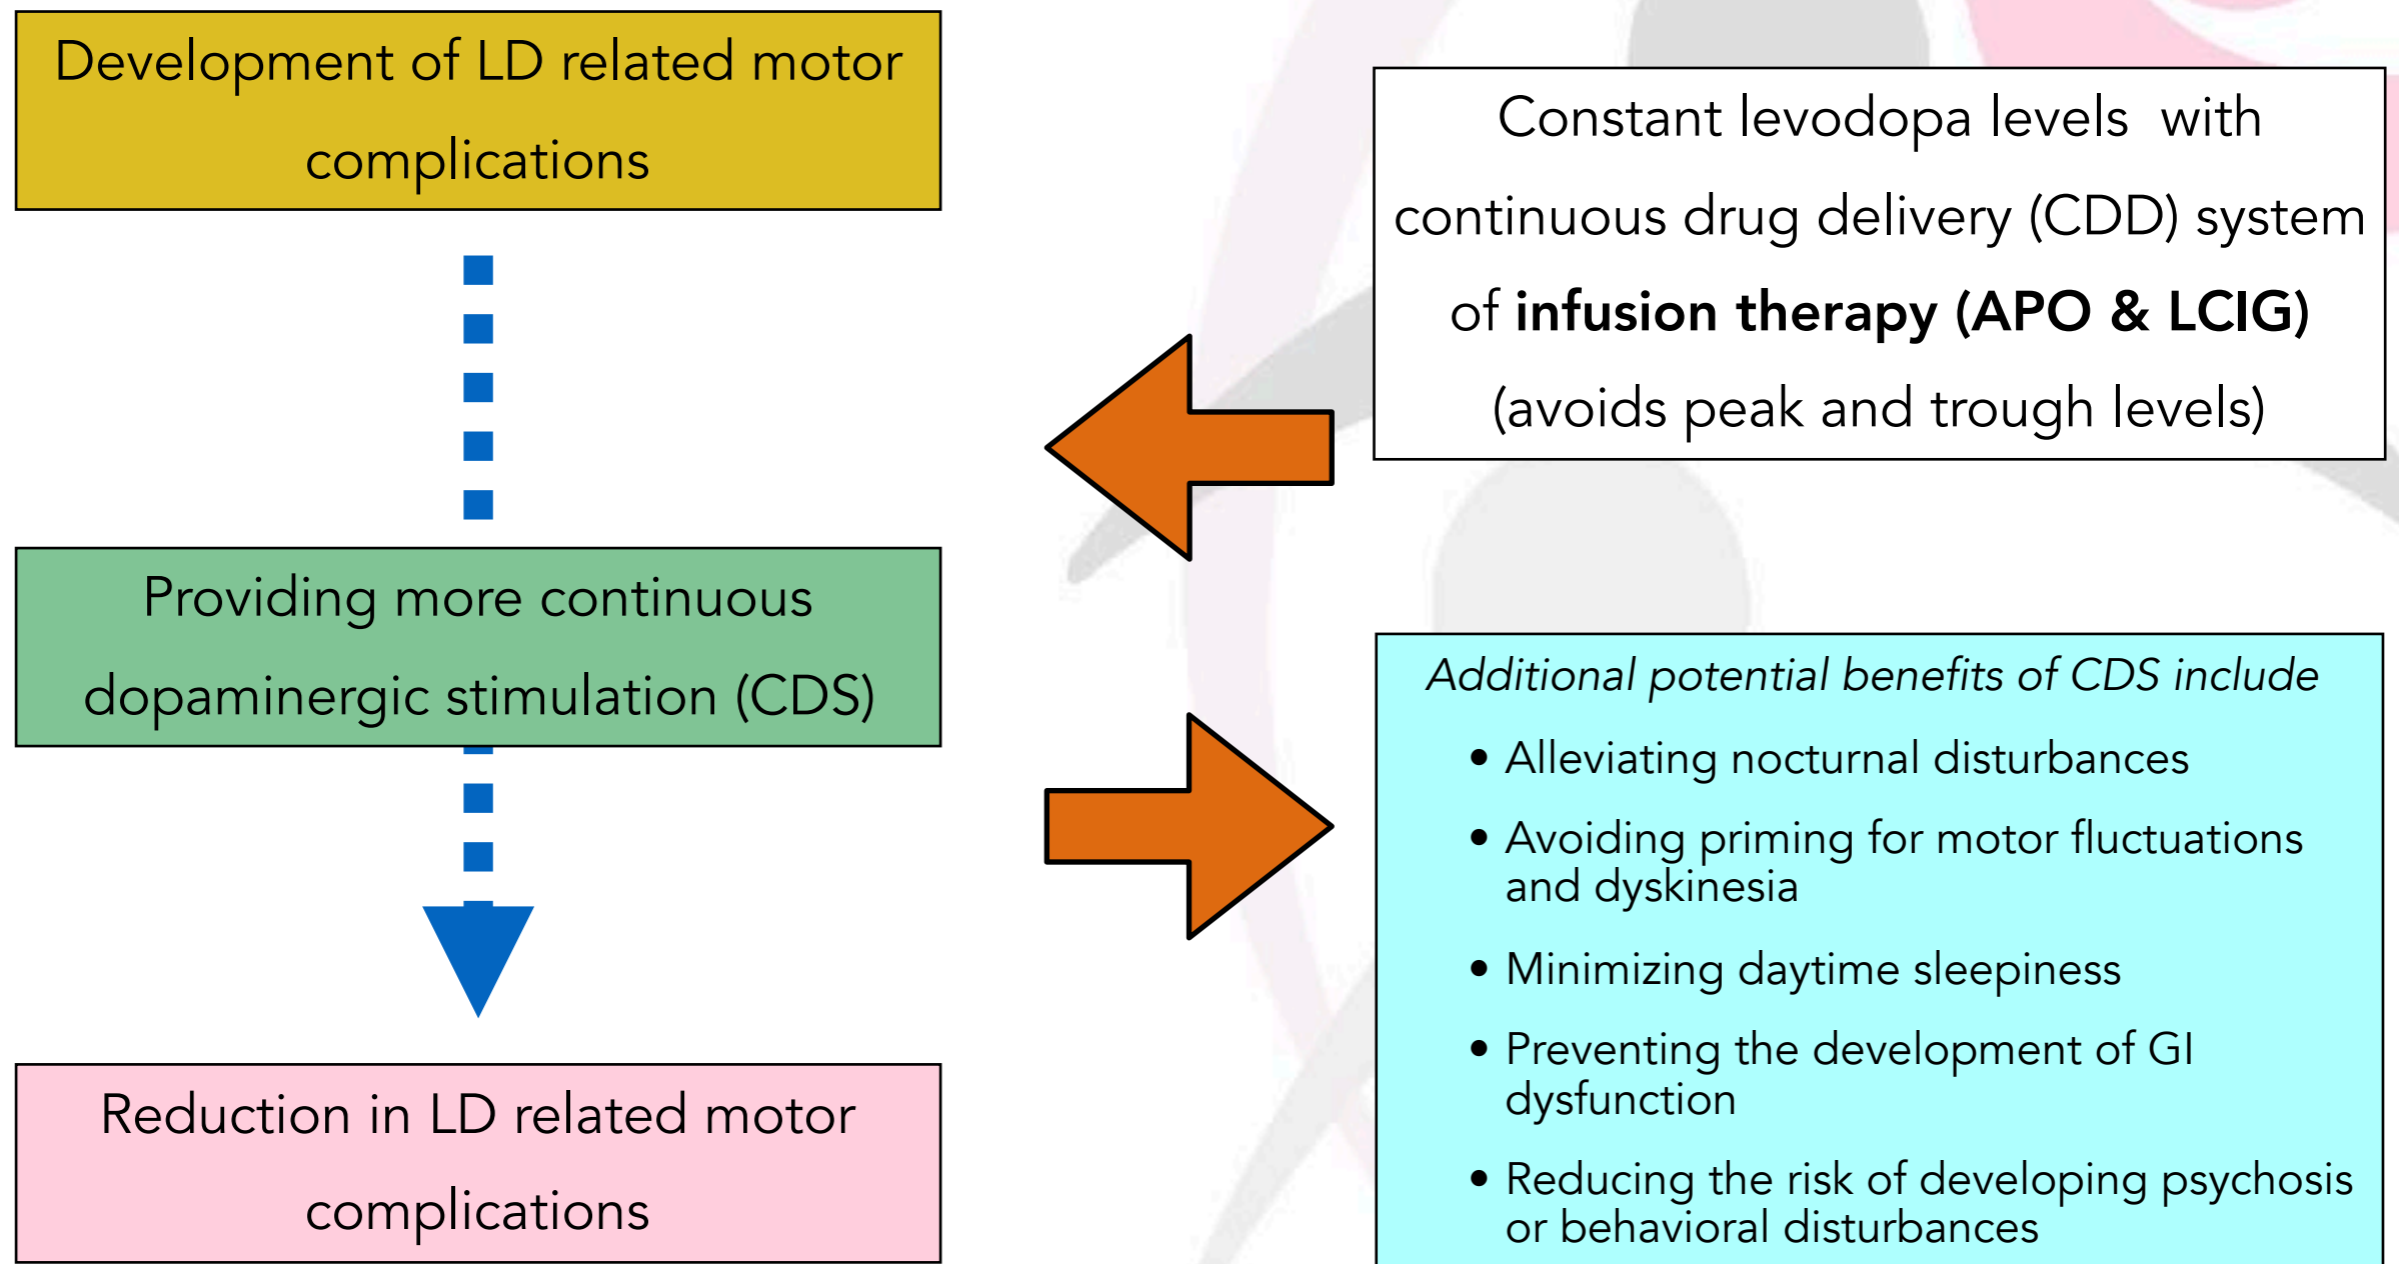 Development of LD related motor
complications
Constant levodopa levels with
continuous drug delivery (CDD) system
of infusion therapy (APO & LCIG)
(avoids peak and trough levels)
Providing more continuous
dopaminergic stimulation (CDS)
Additional potential benefits of CDS include
• Alleviating nocturnal disturbances
• Avoiding priming for motor fluctuations
and dyskinesia
• Minimizing daytime sleepiness
• Preventing the development of GI
dysfunction
• Reducing the risk of developing psychosis
or behavioral disturbances
Reduction in LD related motor
complications